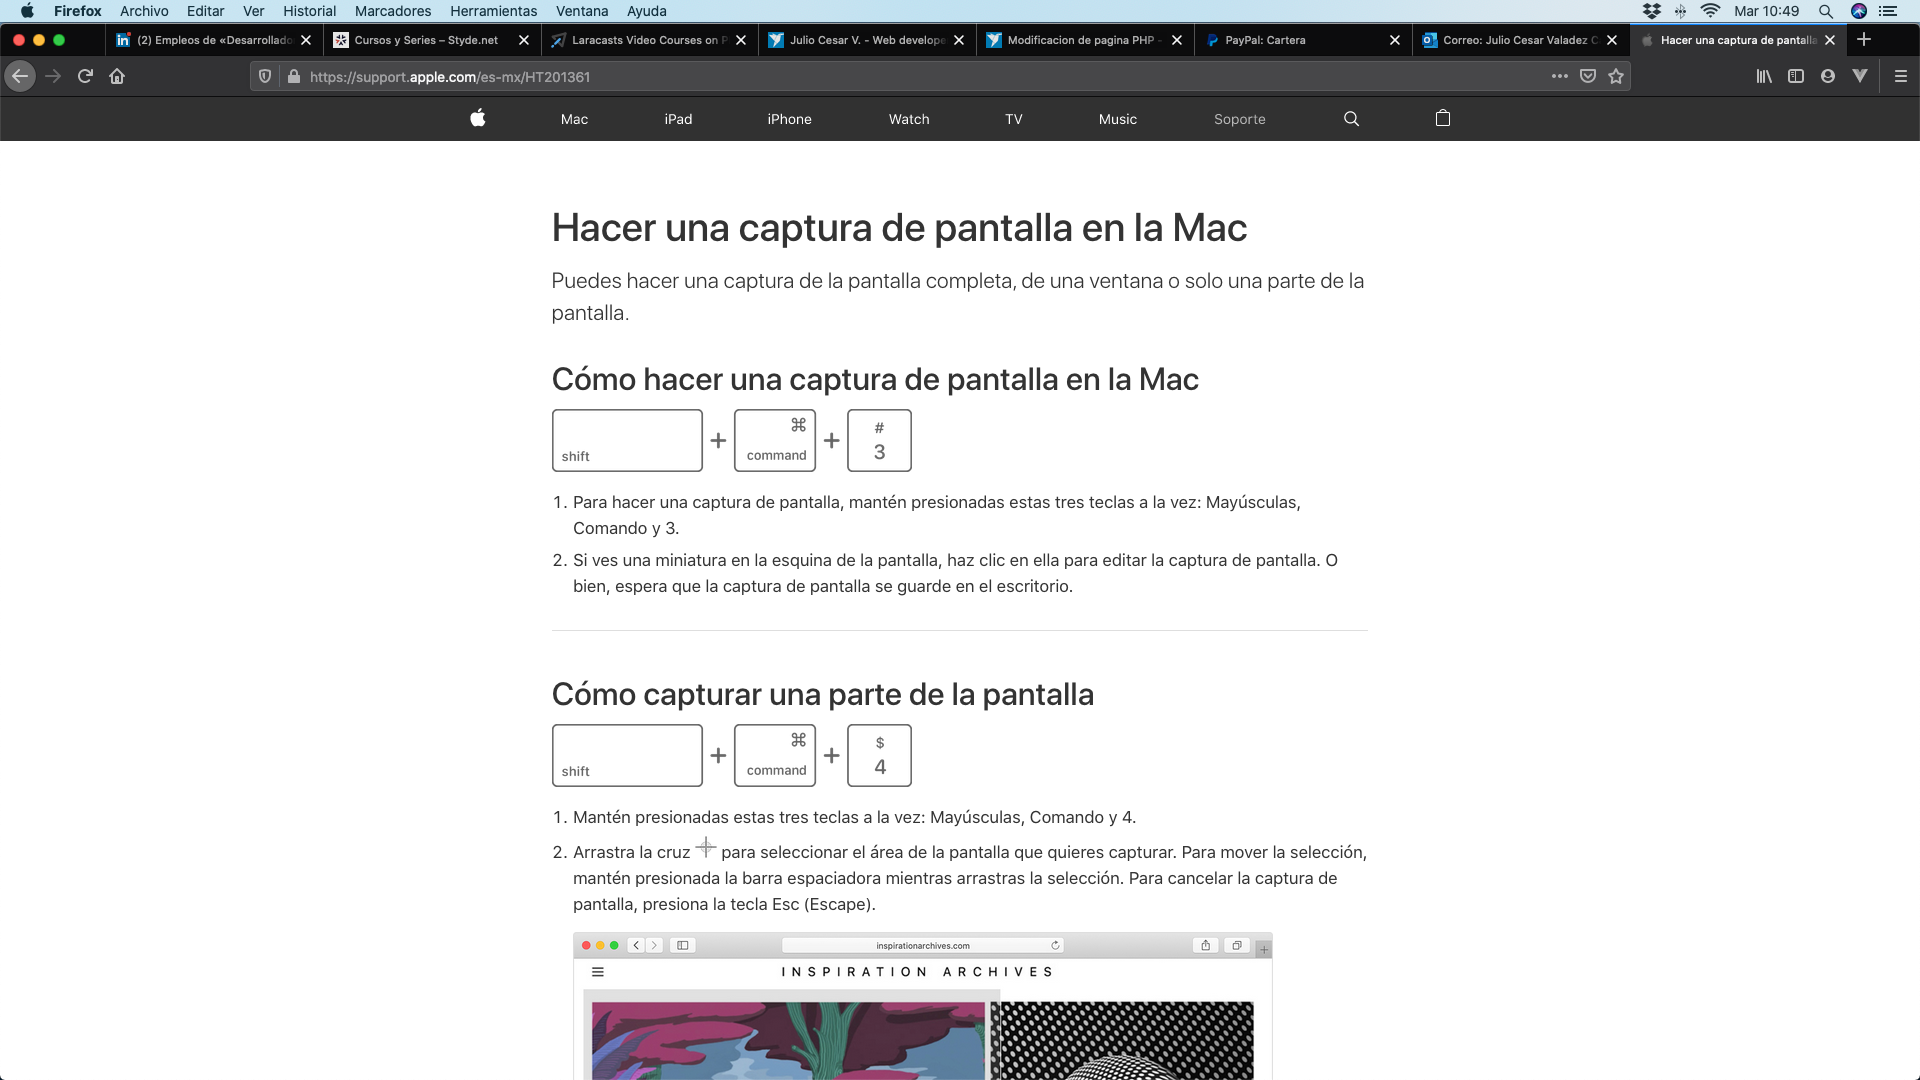 Firefox Archivo Editar Ver Historial Marcadores Herramientas Ventana Ayuda Mar 10:49
(2) Empleos de «Desarrollado Cursos y Series – Styde.net Laracasts Video Courses on P Julio Cesar V. - Web develope Modificacion de pagina PHP - PayPal: Cartera Correo: Julio Cesar Valadez C Hacer una captura de pantalla
https://support.apple.com/es-mx/HT201361
Mac iPad iPhone Watch TV Music Soporte
Hacer una captura de pantalla en la Mac
Puedes hacer una captura de la pantalla completa, de una ventana o solo una parte de la
pantalla.
Cómo hacer una captura de pantalla en la Mac
shift + ⌘ command + # 3
1. Para hacer una captura de pantalla, mantén presionadas estas tres teclas a la vez: Mayúsculas,
Comando y 3.
2. Si ves una miniatura en la esquina de la pantalla, haz clic en ella para editar la captura de pantalla. O
bien, espera que la captura de pantalla se guarde en el escritorio.
Cómo capturar una parte de la pantalla
shift + ⌘ command + $ 4
1. Mantén presionadas estas tres teclas a la vez: Mayúsculas, Comando y 4.
2. Arrastra la cruz para seleccionar el área de la pantalla que quieres capturar. Para mover la selección,
mantén presionada la barra espaciadora mientras arrastras la selección. Para cancelar la captura de
pantalla, presiona la tecla Esc (Escape).
inspirationarchives.com
INSPIRATION ARCHIVES